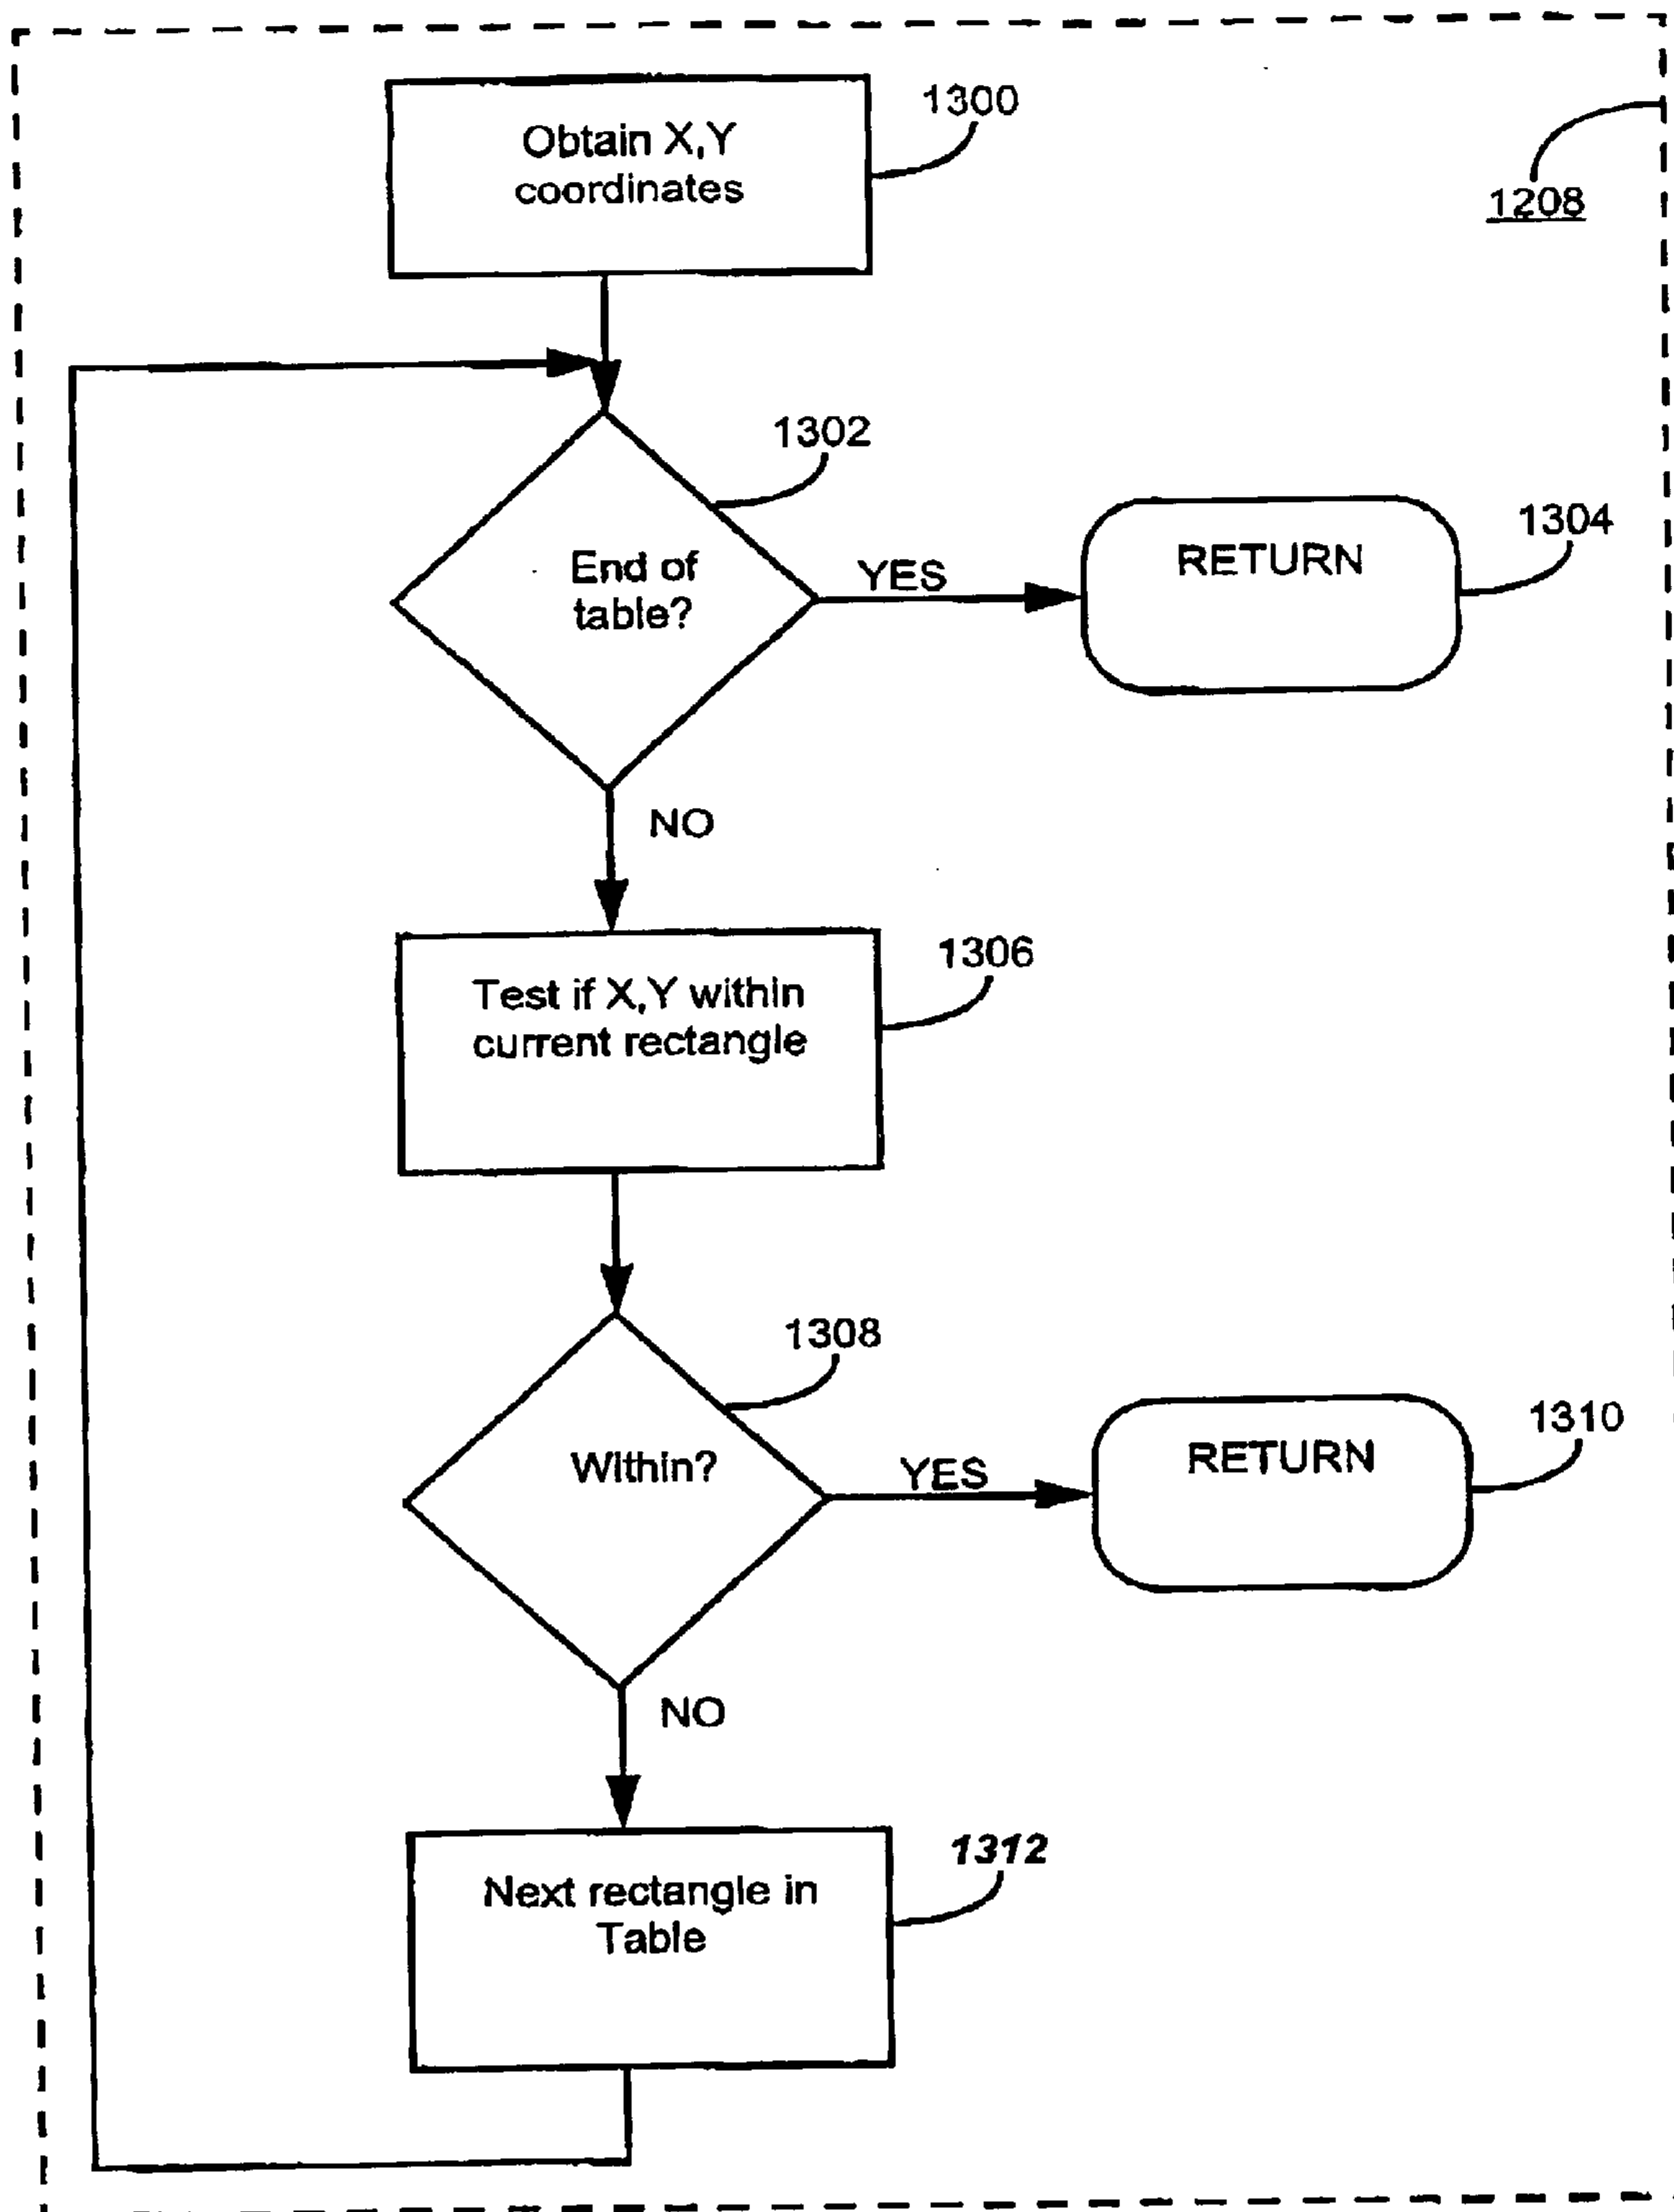 1300
Obtain X,Y
coordinates
1208
1302
End of
table?
YES
RETURN
1304
NO
1306
Test if X,Y within
current rectangle
1308
Within?
YES
RETURN
1310
NO
1312
Next rectangle in
Table